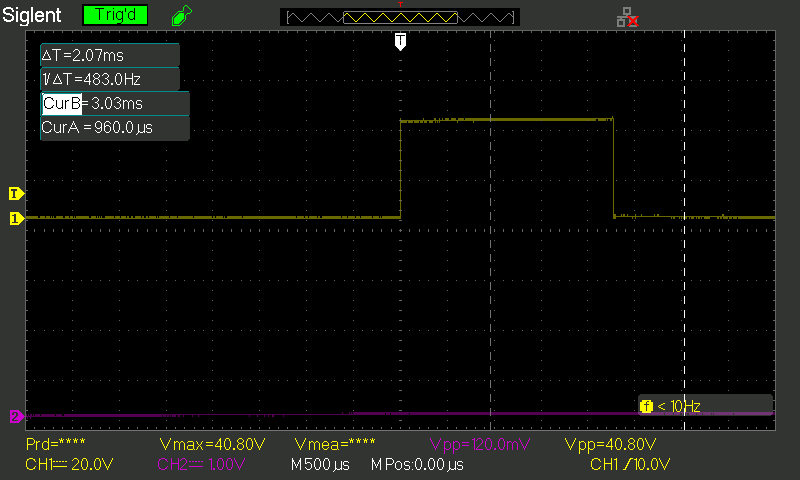 Siglent Trig'd
T
ΔT=2.07ms
1/ΔT=483.0Hz
CurB=3.03ms
CurA=960.0µs
T
1
2
f < 10Hz
Prd=**** Vmax=40.80V Vmea=**** Vpp=120.0mV Vpp=40.80V
CH1 20.0V CH2 1.00V M500µs M Pos:0.00µs CH1 /10.0V